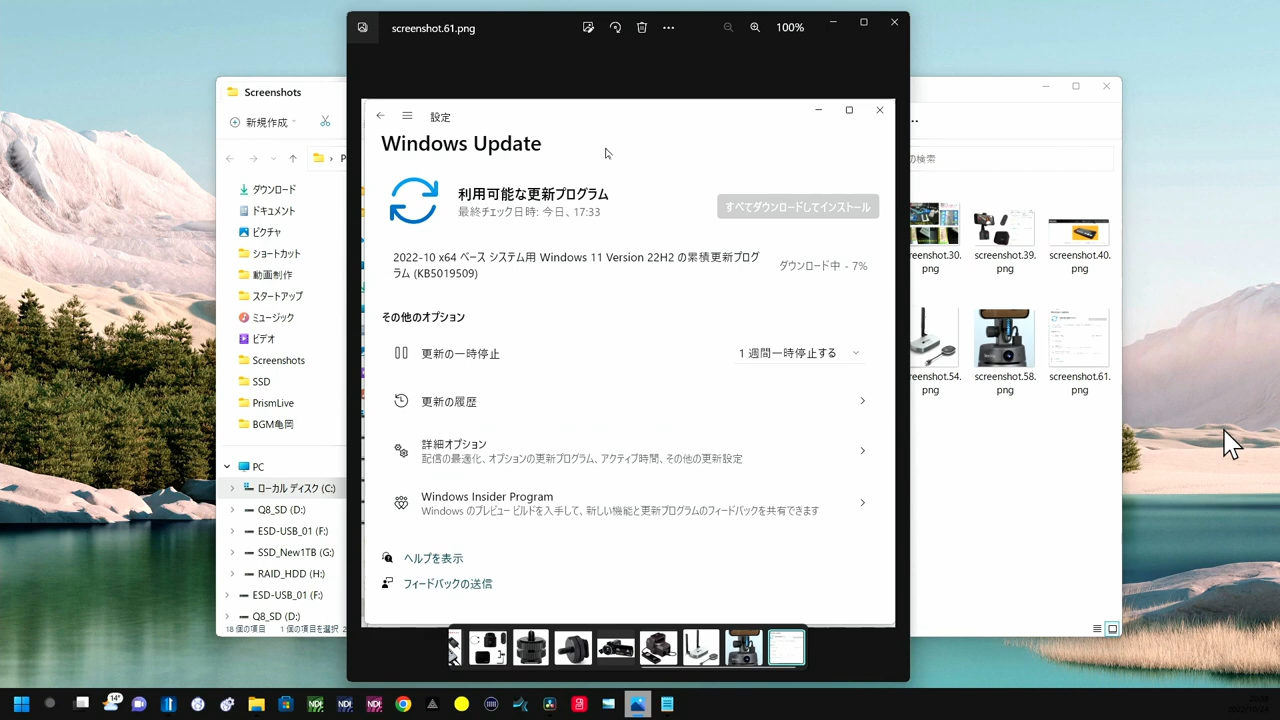 screenshot.61.png
100%
Screenshots
新規作成
ダウンロード
ドキュメント
ピクチャ
ショートカット
動画制作
スタートアップ
ミュージック
ビデオ
Screenshots
SSD
PrismLive
BGM亀岡
PC
ローカル ディスク (C:)
Q8_SD (D:)
ESD-USB_01 (F:)
SSD_New1TB (G:)
RAID_HDD (H:)
ESD-USB_01 (F:)
Q8_SD (D:)
18 個の項目
1 個の項目を選択
設定
Windows Update
利用可能な更新プログラム
最終チェック日時: 今日、17:33
すべてダウンロードしてインストール
2022-10 x64 ベース システム用 Windows 11 Version 22H2 の累積更新プログ
ラム (KB5019509)
ダウンロード中 - 7%
その他のオプション
更新の一時停止
1 週間一時停止する
更新の履歴
詳細オプション
配信の最適化、オプションの更新プログラム、アクティブ時間、その他の更新設定
Windows Insider Program
Windows のプレビュー ビルドを入手して、新しい機能と更新プログラムのフィードバックを共有できます
ヘルプを表示
フィードバックの送信
の検索
reenshot.30.
png
screenshot.39.
png
screenshot.40.
png
reenshot.54.
png
screenshot.58.
png
screenshot.61.
png
14°
NDI
NDI
NDI